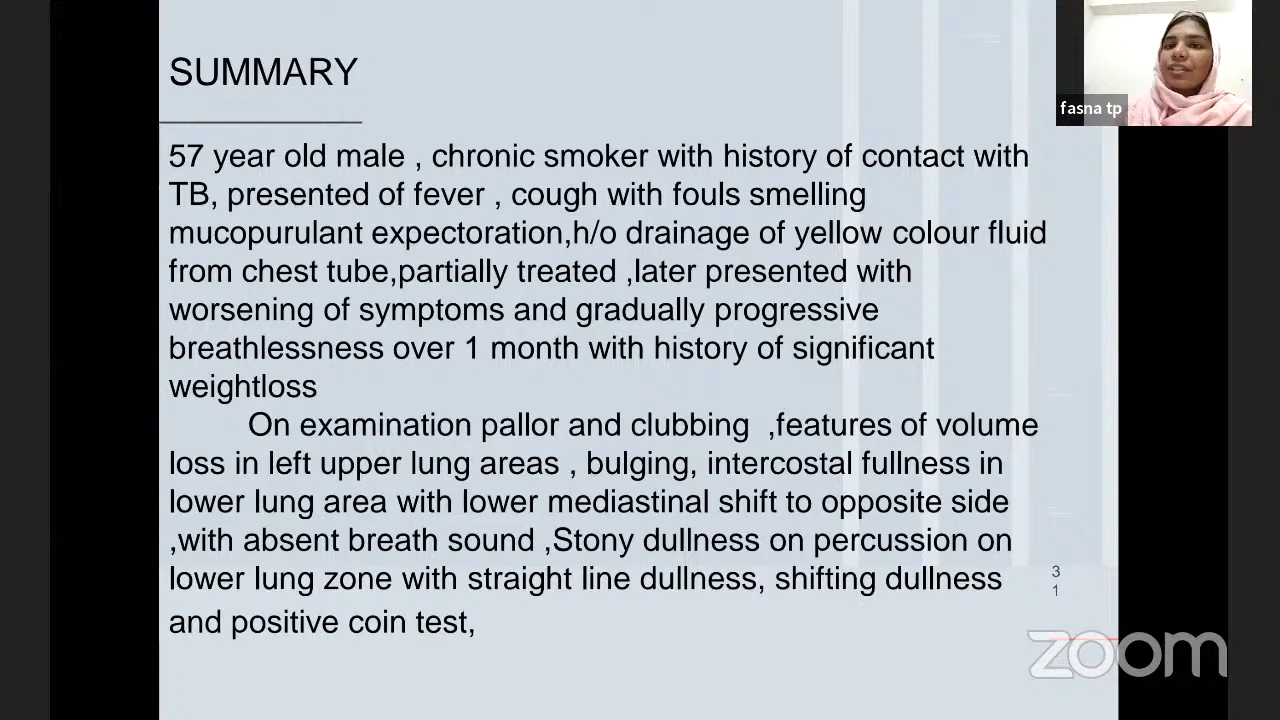 SUMMARY
fasna tp
57 year old male , chronic smoker with history of contact with
TB, presented of fever , cough with fouls smelling
mucopurulant expectoration,h/o drainage of yellow colour fluid
from chest tube,partially treated ,later presented with
worsening of symptoms and gradually progressive
breathlessness over 1 month with history of significant
weightloss
On examination pallor and clubbing ,features of volume
loss in left upper lung areas , bulging, intercostal fullness in
lower lung area with lower mediastinal shift to opposite side
,with absent breath sound ,Stony dullness on percussion on
lower lung zone with straight line dullness, shifting dullness
and positive coin test,
3
1
zoom